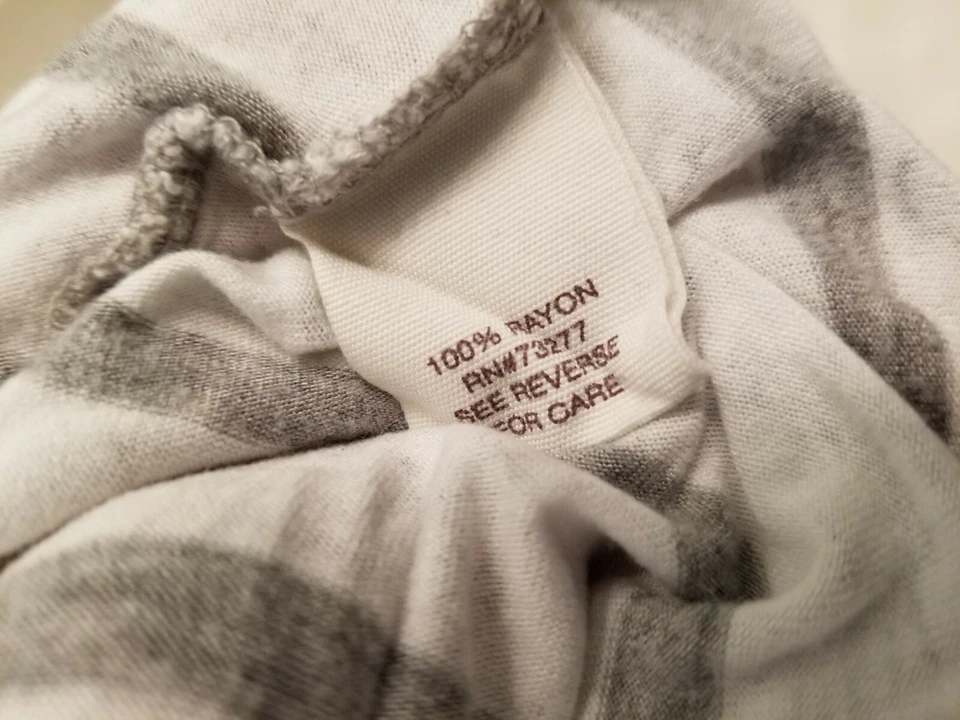 100% RAYON
RN#73277
SEE REVERSE
FOR CARE